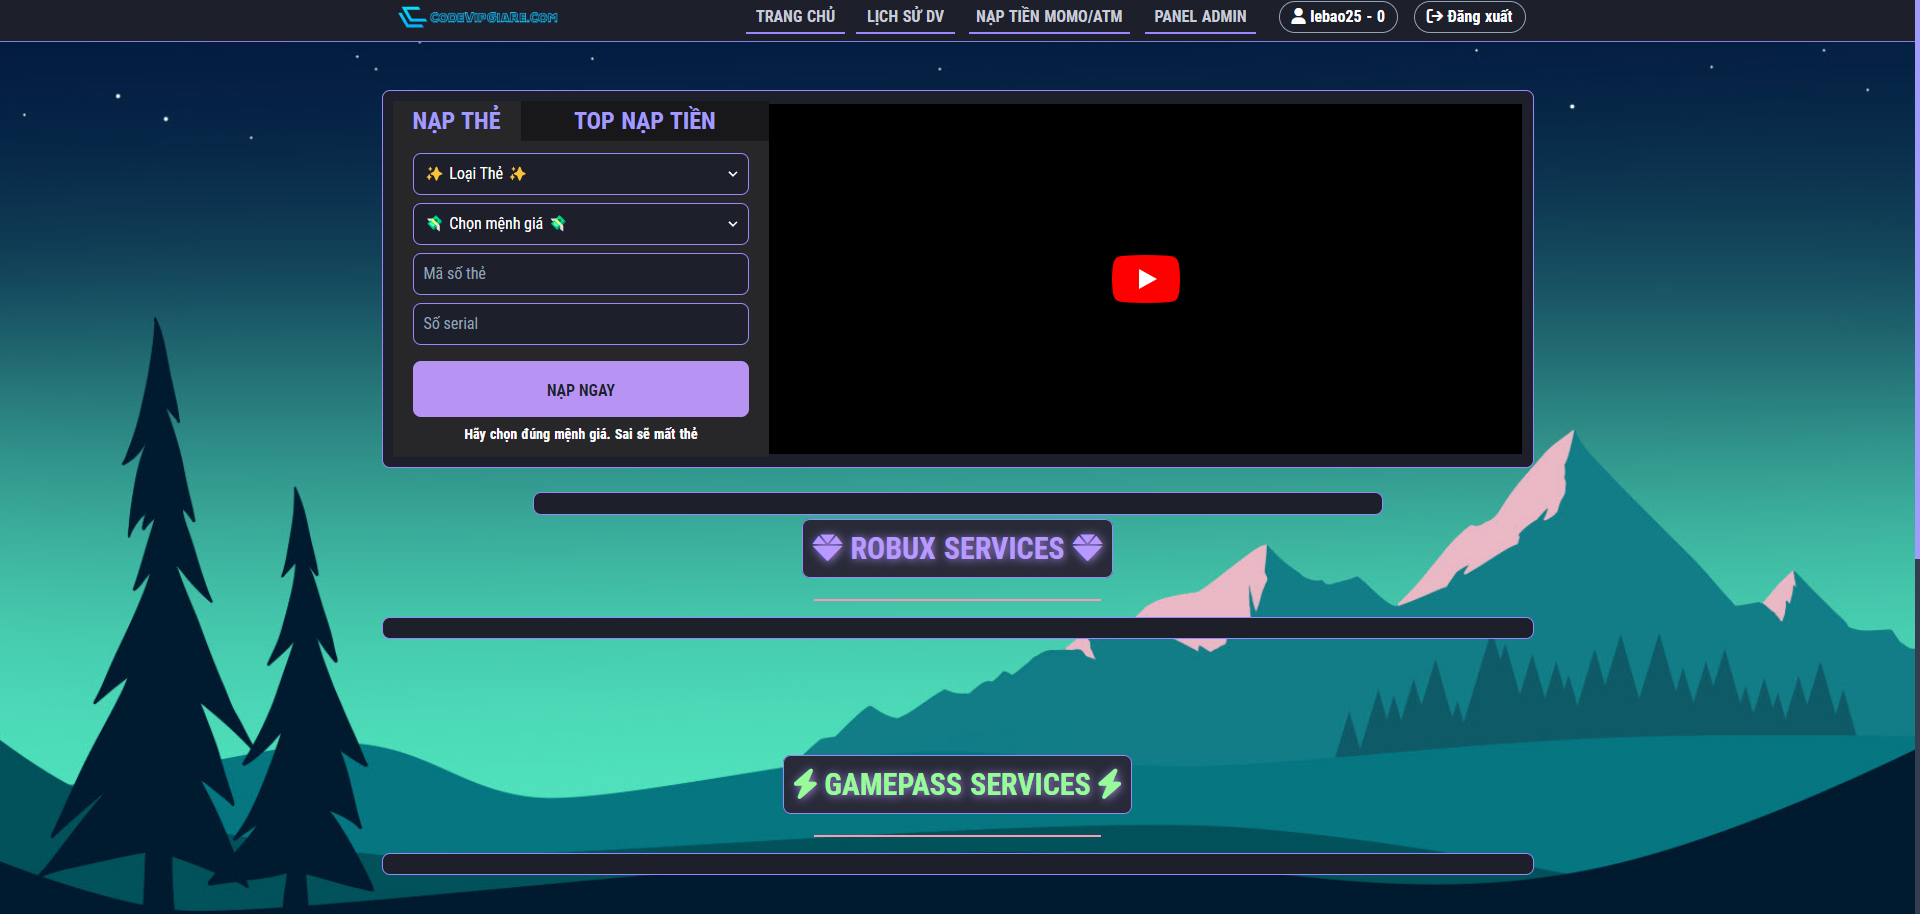 CODEVIPGIARE.COM
TRANG CHỦ
LỊCH SỬ DV
NẠP TIỀN MOMO/ATM
PANEL ADMIN
lebao25 - 0
Đăng xuất
NẠP THẺ
TOP NẠP TIỀN
✨ Loại Thẻ ✨
💸 Chọn mệnh giá 💸
Mã số thẻ
Số serial
NẠP NGAY
Hãy chọn đúng mệnh giá. Sai sẽ mất thẻ
ROBUX SERVICES
GAMEPASS SERVICES